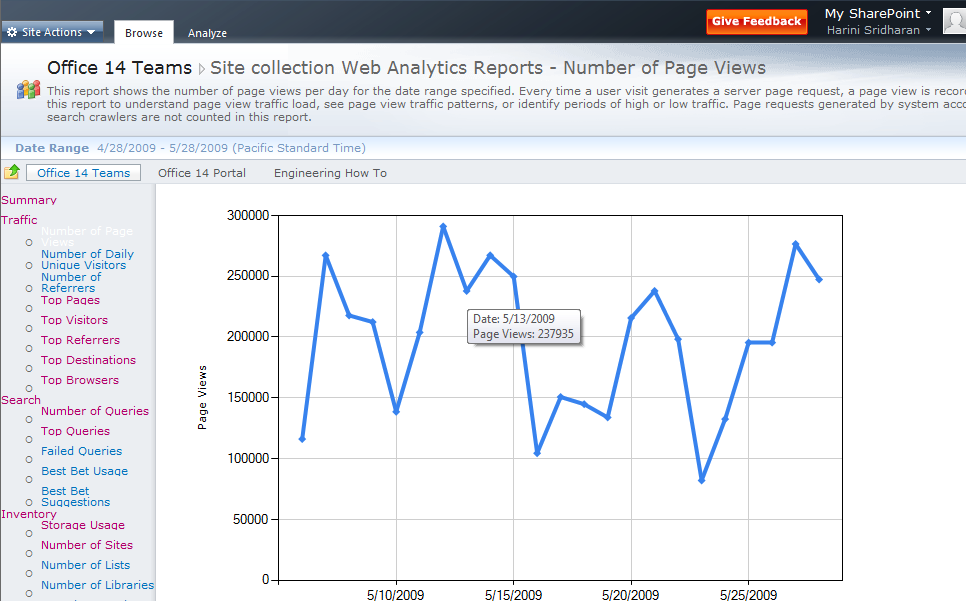 Site Actions
Browse
Analyze
Give Feedback
My SharePoint
Harini Sridharan
Office 14 Teams Site collection Web Analytics Reports - Number of Page Views
This report shows the number of page views per day for the date range specified. Every time a user visit generates a server page request, a page view is
this report to understand page view traffic load, see page view traffic patterns, or identify periods of high or low traffic. Page requests generated by system
search crawlers are not counted in this report.
Date Range 4/28/2009 - 5/28/2009 (Pacific Standard Time)
Office 14 Teams
Office 14 Portal
Engineering How To
Summary
Traffic
Number of Page
Views
Number of Daily
Unique Visitors
Number of
Referrers
Top Pages
Top Visitors
Top Referrers
Top Destinations
Top Browsers
Search
Number of Queries
Top Queries
Failed Queries
Best Bet Usage
Best Bet
Suggestions
Inventory
Storage Usage
Number of Sites
Number of Lists
Number of Libraries
Page Views
300000
250000
200000
150000
100000
50000
0
Date: 5/13/2009
Page Views: 237935
5/10/2009
5/15/2009
5/20/2009
5/25/2009